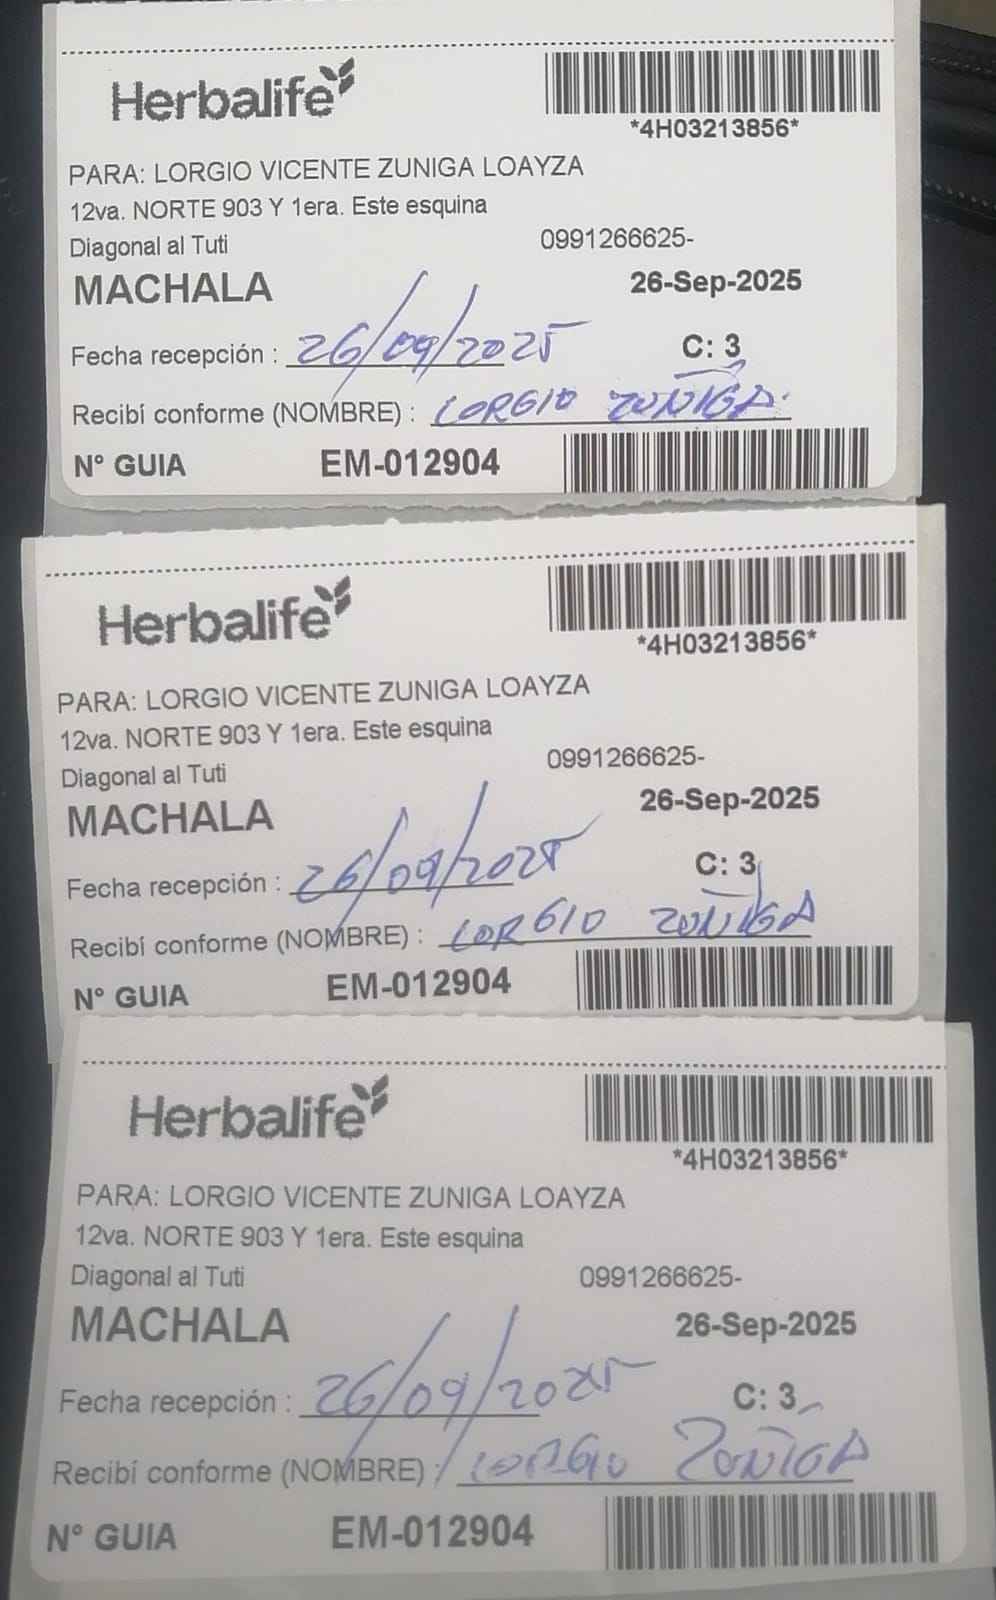 Herbalife
*4H03213856*
PARA: LORGIO VICENTE ZUNIGA LOAYZA
12va. NORTE 903 Y 1era. Este esquina
Diagonal al Tuti 0991266625-
MACHALA 26-Sep-2025
Fecha recepción : 26/09/2025 C: 3
Recibí conforme (NOMBRE) : LORGIO ZUÑIGA
N° GUIA EM-012904
Herbalife
*4H03213856*
PARA: LORGIO VICENTE ZUNIGA LOAYZA
12va. NORTE 903 Y 1era. Este esquina
Diagonal al Tuti 0991266625-
MACHALA 26-Sep-2025
Fecha recepción : 26/09/2025 C: 3
Recibí conforme (NOMBRE) : LORGIO ZUÑIGA
N° GUIA EM-012904
Herbalife
*4H03213856*
PARA: LORGIO VICENTE ZUNIGA LOAYZA
12va. NORTE 903 Y 1era. Este esquina
Diagonal al Tuti 0991266625-
MACHALA 26-Sep-2025
Fecha recepción : 26/09/2025 C: 3
Recibí conforme (NOMBRE) : LORGIO ZUÑIGA
N° GUIA EM-012904